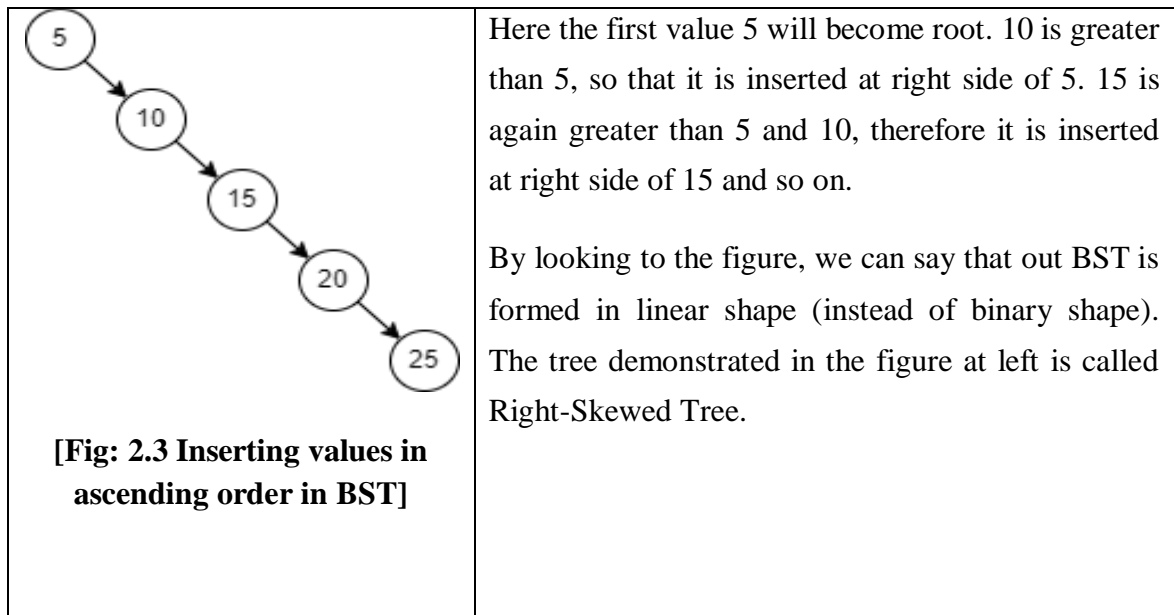 5
10
15
20
25
[Fig: 2.3 Inserting values in
ascending order in BST]
Here the first value 5 will become root. 10 is greater
than 5, so that it is inserted at right side of 5. 15 is
again greater than 5 and 10, therefore it is inserted
at right side of 15 and so on.
By looking to the figure, we can say that out BST is
formed in linear shape (instead of binary shape).
The tree demonstrated in the figure at left is called
Right-Skewed Tree.